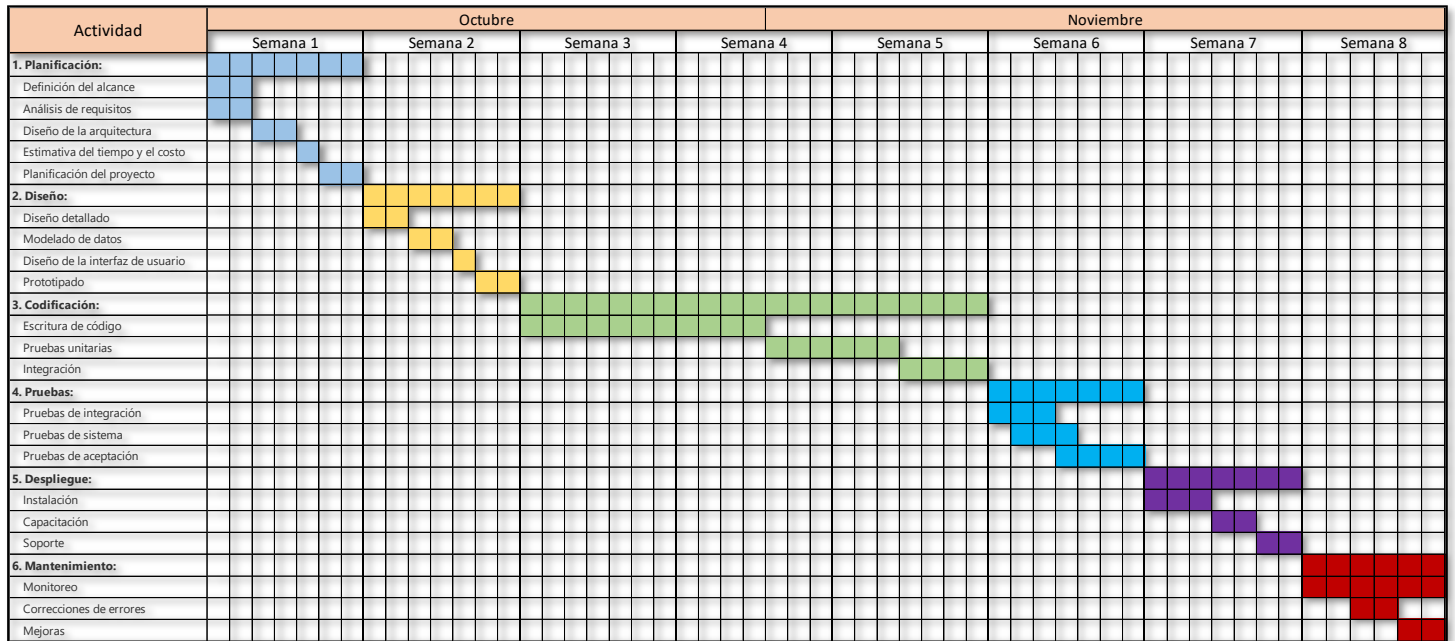 Actividad
Octubre
Noviembre
Semana 1
Semana 2
Semana 3
Semana 4
Semana 5
Semana 6
Semana 7
Semana 8
1. Planificación:
Definición del alcance
Análisis de requisitos
Diseño de la arquitectura
Estimativa del tiempo y el costo
Planificación del proyecto
2. Diseño:
Diseño detallado
Modelado de datos
Diseño de la interfaz de usuario
Prototipado
3. Codificación:
Escritura de código
Pruebas unitarias
Integración
4. Pruebas:
Pruebas de integración
Pruebas de sistema
Pruebas de aceptación
5. Despliegue:
Instalación
Capacitación
Soporte
6. Mantenimiento:
Monitoreo
Correcciones de errores
Mejoras